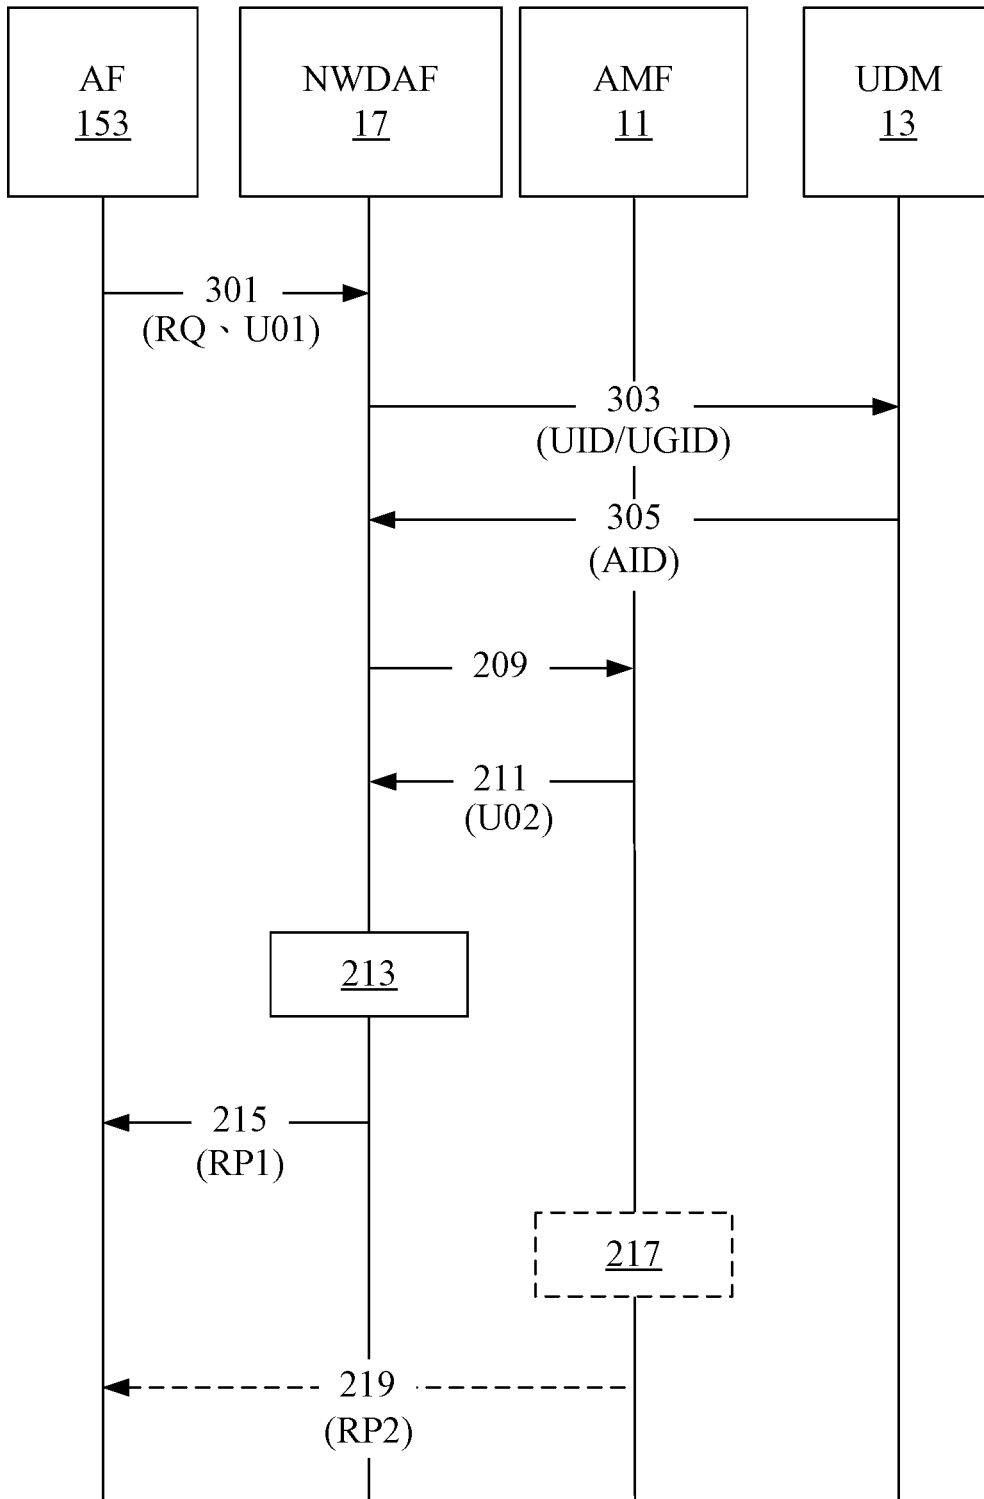 AF
153
NWDAF
17
AMF
11
UDM
13
301
(RQ、U01)
303
(UID/UGID)
305
(AID)
209
211
(U02)
213
215
(RP1)
217
219
(RP2)